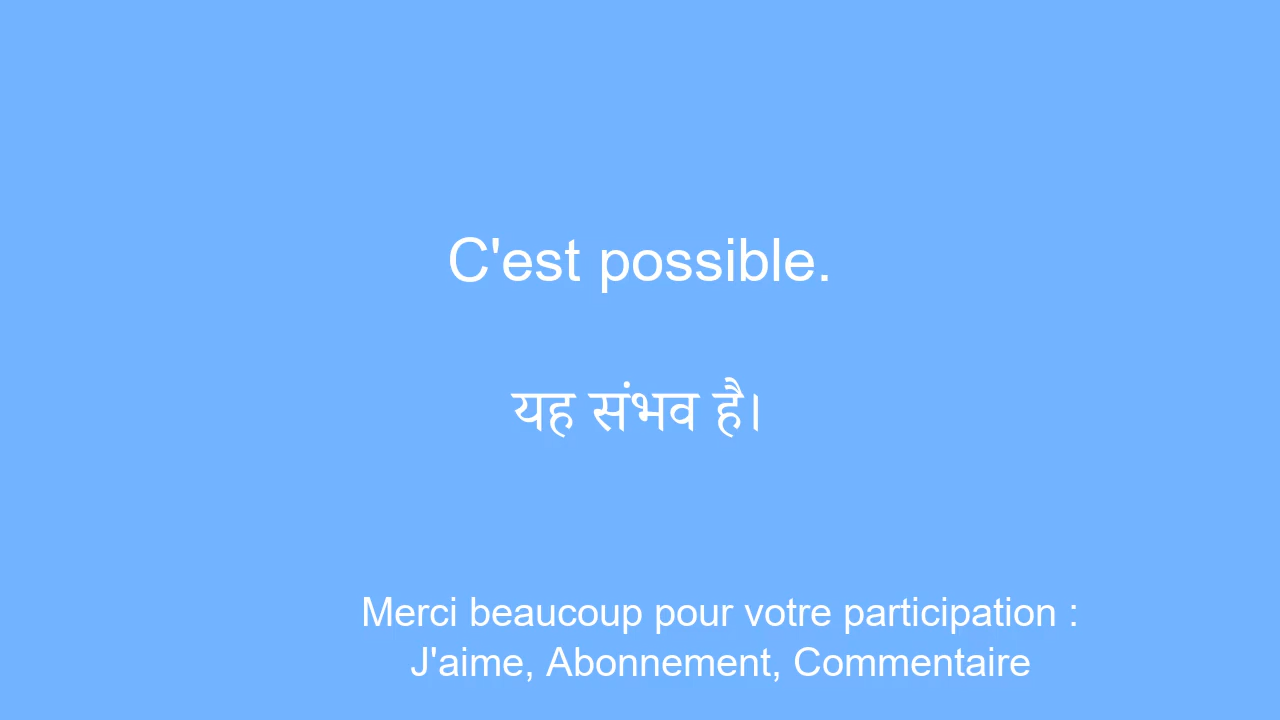 C'est possible.
यह संभव है।
Merci beaucoup pour votre participation :
J'aime, Abonnement, Commentaire